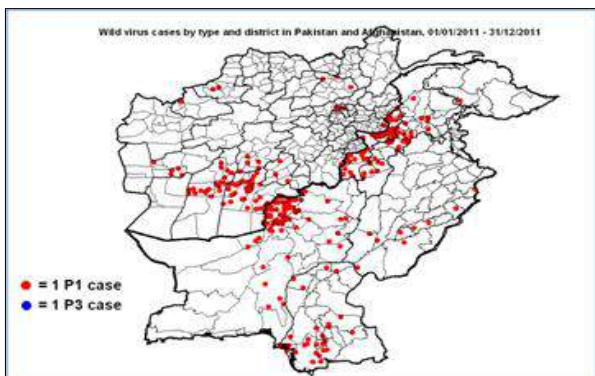 Wild virus cases by type and district in Pakistan and Afghanistan, 01/01/2011 - 31/12/2011
= 1 P1 case
= 1 P3 case